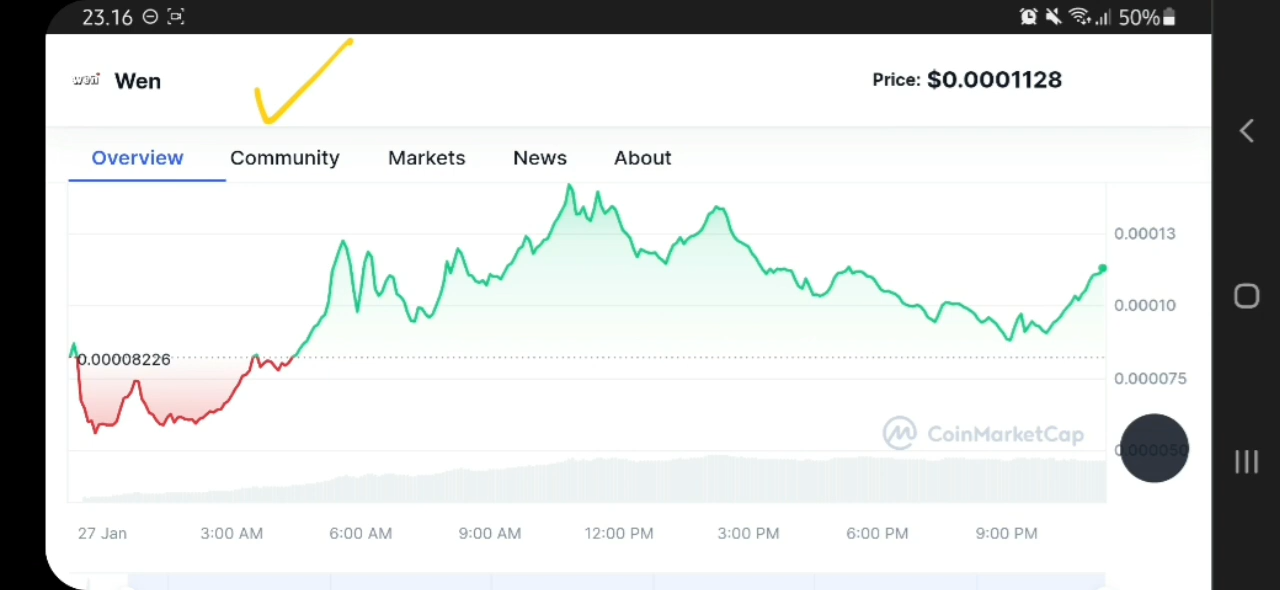 23.16 50%
wen Wen Price: $0.0001128
Overview Community Markets News About
0.00013
0.00010
0.00008226
0.000075
CoinMarketCap
0.000050
27 Jan 3:00 AM 6:00 AM 9:00 AM 12:00 PM 3:00 PM 6:00 PM 9:00 PM